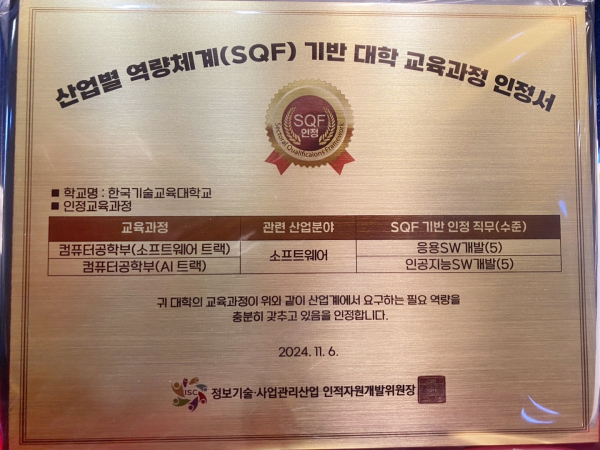 산업별 역량체계(SQF) 기반 대학 교육과정 인정서
SQF
인정
Sectoral Qualifications Framework
■ 학교명 : 한국기술교육대학교
■ 인정교육과정
교육과정 관련 산업분야 SQF 기반 인정 직무(수준)
컴퓨터공학부(소프트웨어 트랙) 소프트웨어 응용SW개발(5)
컴퓨터공학부(AI 트랙) 인공지능SW개발(5)
귀 대학의 교육과정이 위와 같이 산업계에서 요구하는 필요 역량을
충분히 갖추고 있음을 인정합니다.
2024. 11. 6.
ISC 정보기술·사업관리산업 인적자원개발위원장